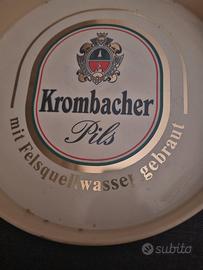 Krombacher
Pils
mit Felsquellwasser gebraut
subito